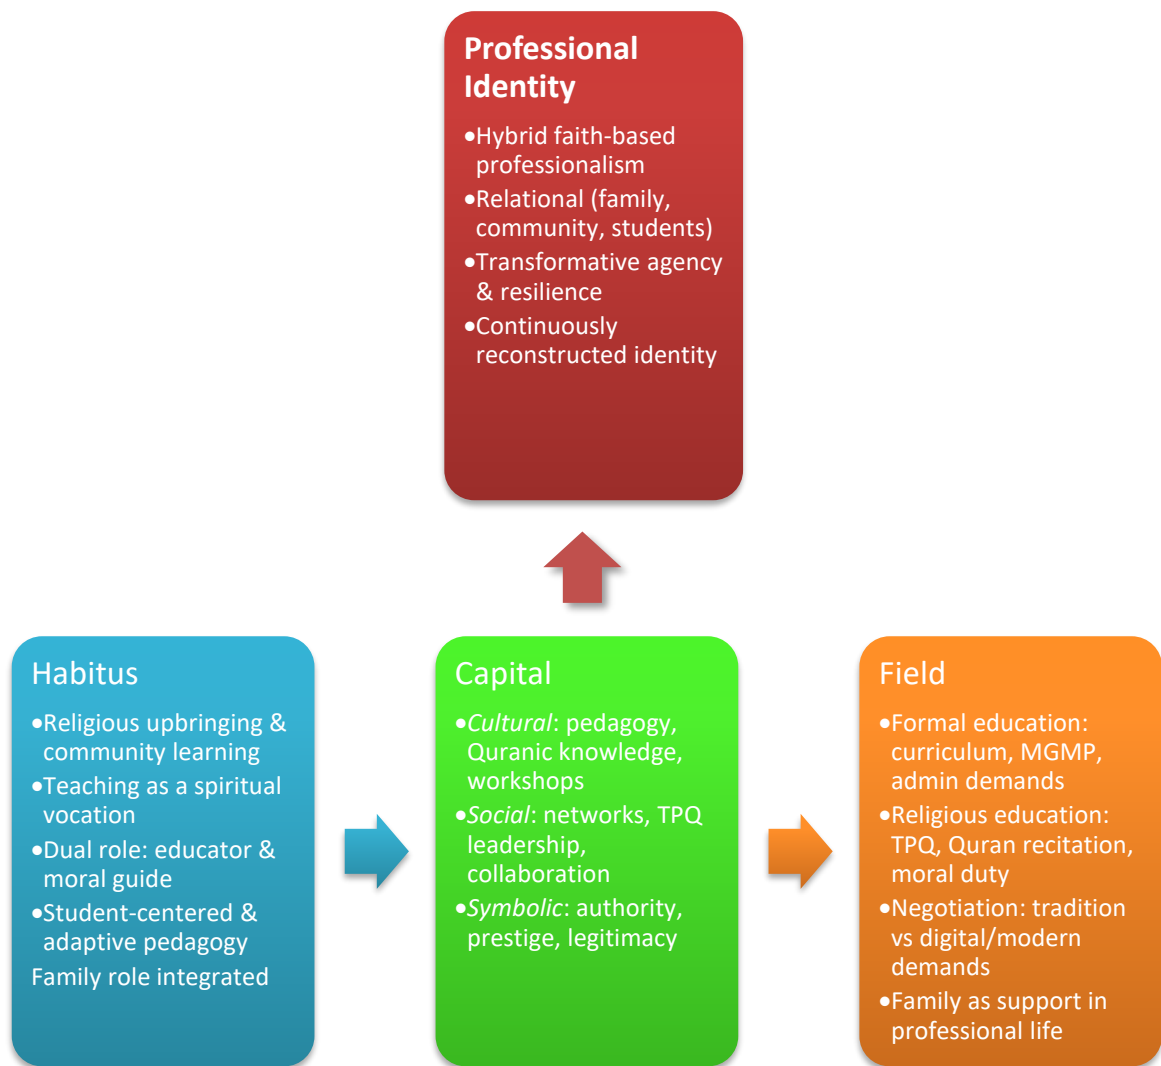 Professional
Identity
•Hybrid faith-based
professionalism
•Relational (family,
community, students)
•Transformative agency
& resilience
•Continuously
reconstructed identity
Habitus
•Religious upbringing &
community learning
•Teaching as a spiritual
vocation
•Dual role: educator &
moral guide
•Student-centered &
adaptive pedagogy
Family role integrated
Capital
•Cultural: pedagogy,
Quranic knowledge,
workshops
•Social: networks, TPQ
leadership,
collaboration
•Symbolic: authority,
prestige, legitimacy
Field
•Formal education:
curriculum, MGMP,
admin demands
•Religious education:
TPQ, Quran recitation,
moral duty
•Negotiation: tradition
vs digital/modern
demands
•Family as support in
professional life